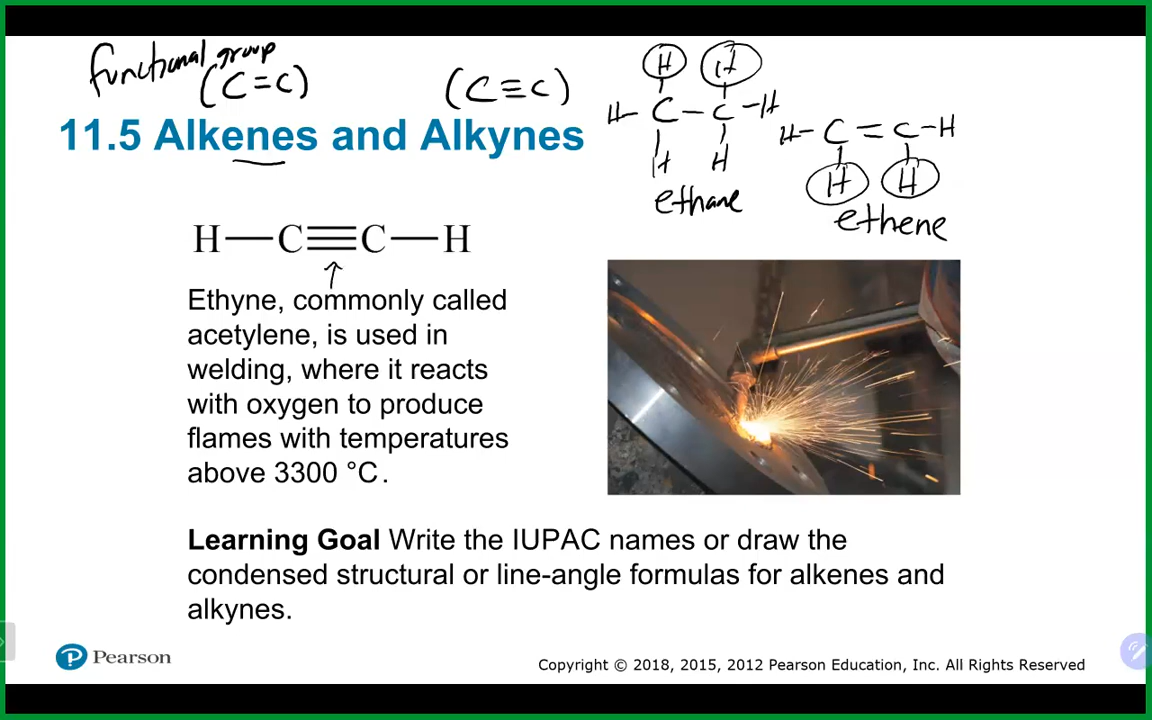 functional group
(C=C)
(C≡C)
H H
H-C-C-H
H H
ethane
H-C=C-H
H H
ethene
11.5 Alkenes and Alkynes
H—C≡C—H
Ethyne, commonly called
acetylene, is used in
welding, where it reacts
with oxygen to produce
flames with temperatures
above 3300 °C.
Learning Goal Write the IUPAC names or draw the
condensed structural or line-angle formulas for alkenes and
alkynes.
P Pearson
Copyright © 2018, 2015, 2012 Pearson Education, Inc. All Rights Reserved